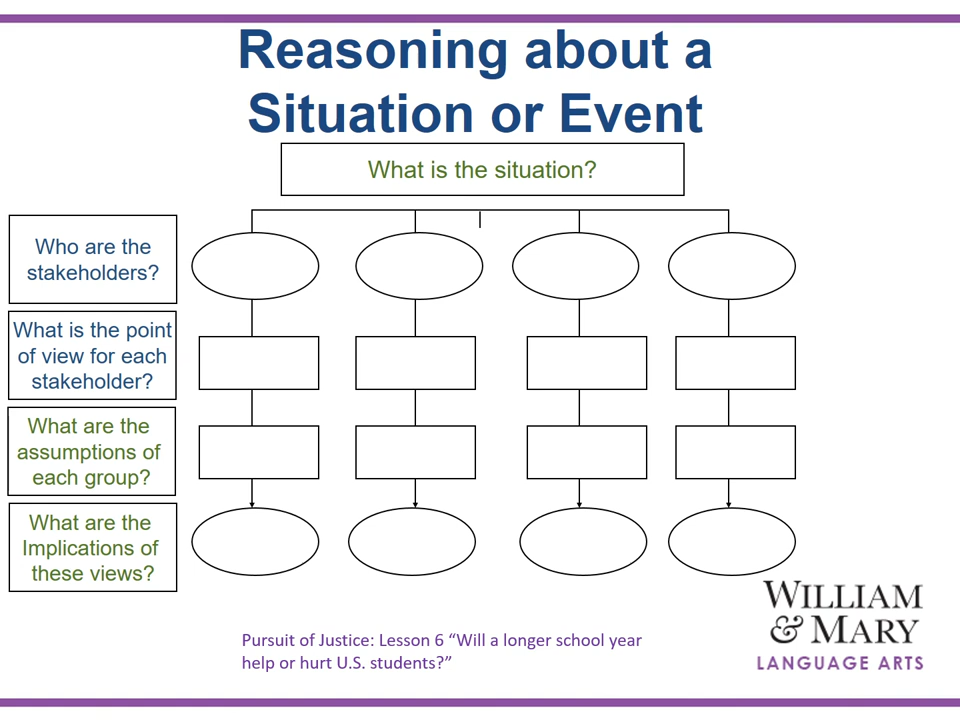 Reasoning about a
Situation or Event
What is the situation?
Who are the
stakeholders?
What is the point
of view for each
stakeholder?
What are the
assumptions of
each group?
What are the
Implications of
these views?
Pursuit of Justice: Lesson 6 “Will a longer school year
help or hurt U.S. students?”
WILLIAM
& MARY
LANGUAGE ARTS